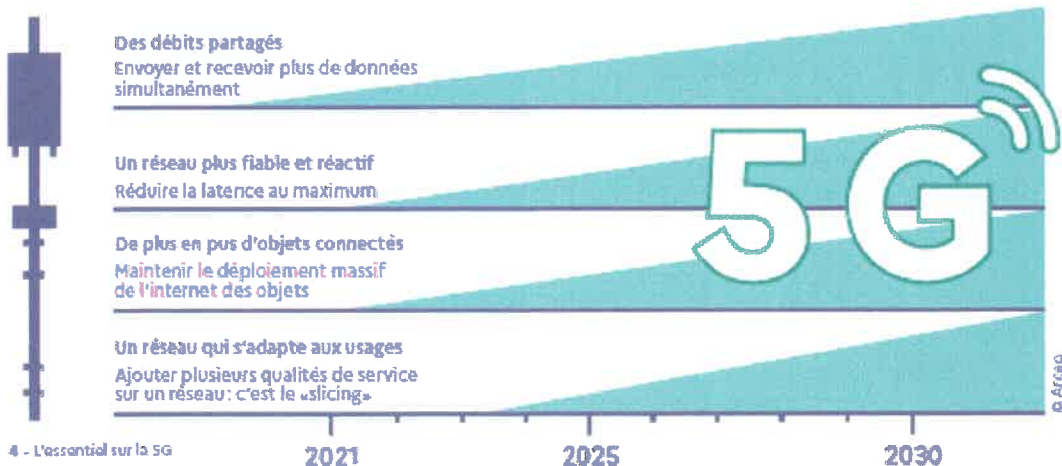 Des débits partagés
Envoyer et recevoir plus de données
simultanément
Un réseau plus fiable et réactif
Réduire la latence au maximum
De plus en pus d'objets connectés
Maintenir le déploiement massif
de l'internet des objets
Un réseau qui s'adapte aux usages
Ajouter plusieurs qualités de service
sur un réseau: c'est le «slicing»
5G
© Arcep
4 - L'essentiel sur la 5G
2021 2025 2030